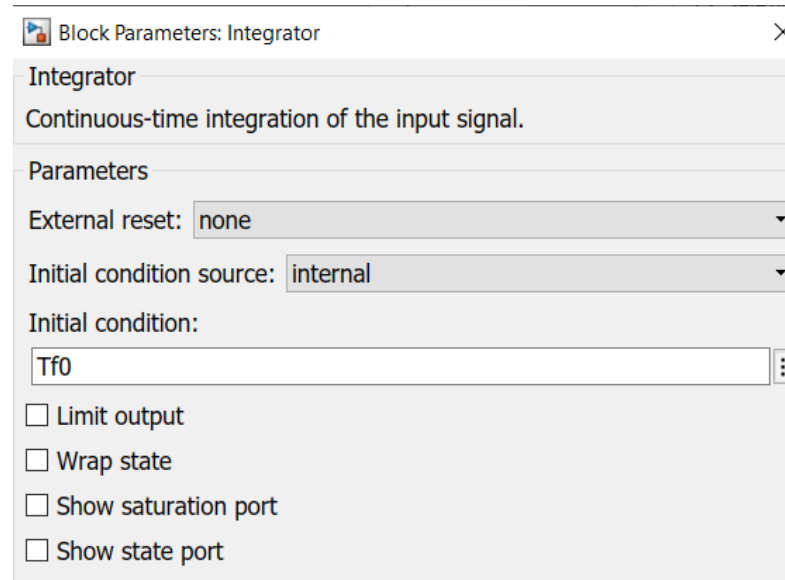 Block Parameters: Integrator
Integrator
Continuous-time integration of the input signal.
Parameters
External reset: none
Initial condition source: internal
Initial condition:
Tf0
Limit output
Wrap state
Show saturation port
Show state port